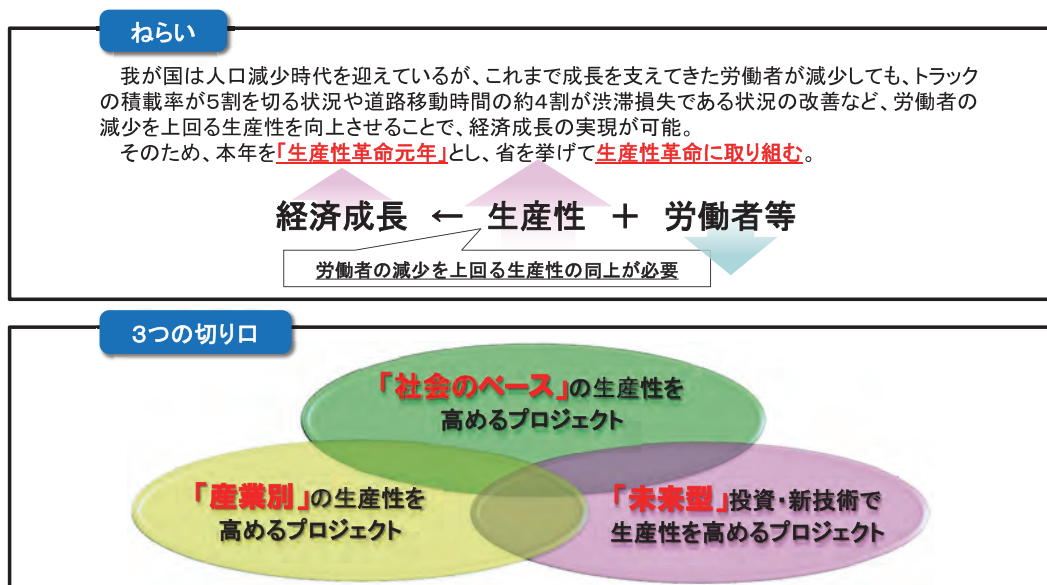 ねらい
我が国は人口減少時代を迎えているが、これまで成長を支えてきた労働者が減少しても、トラック
の積載率が5割を切る状況や道路移動時間の約4割が渋滞損失である状況の改善など、労働者の
減少を上回る生産性を向上させることで、経済成長の実現が可能。
そのため、本年を「生産性革命元年」とし、省を挙げて生産性革命に取り組む。
経済成長 ← 生産性 ＋ 労働者等
労働者の減少を上回る生産性の同上が必要
3つの切り口
「社会のベース」の生産性を
高めるプロジェクト
「産業別」の生産性を
高めるプロジェクト
「未来型」投資・新技術で
生産性を高めるプロジェクト